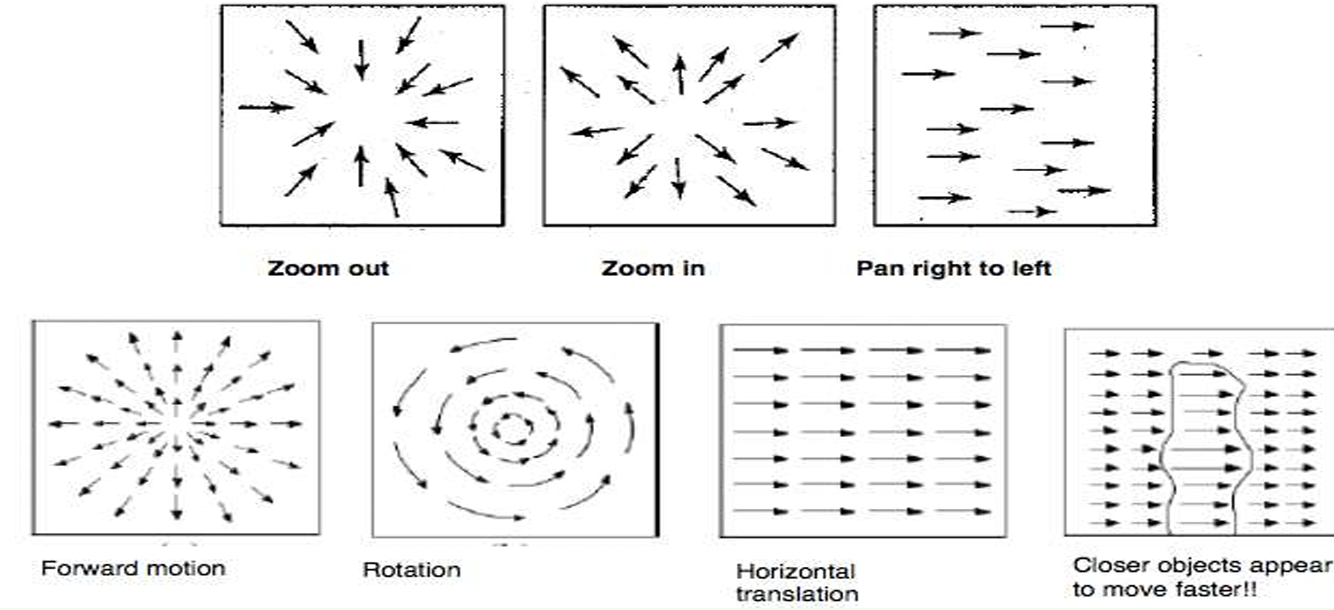 Zoom out
Zoom in
Pan right to left
Forward motion
Rotation
Horizontal
translation
Closer objects appear
to move faster!!